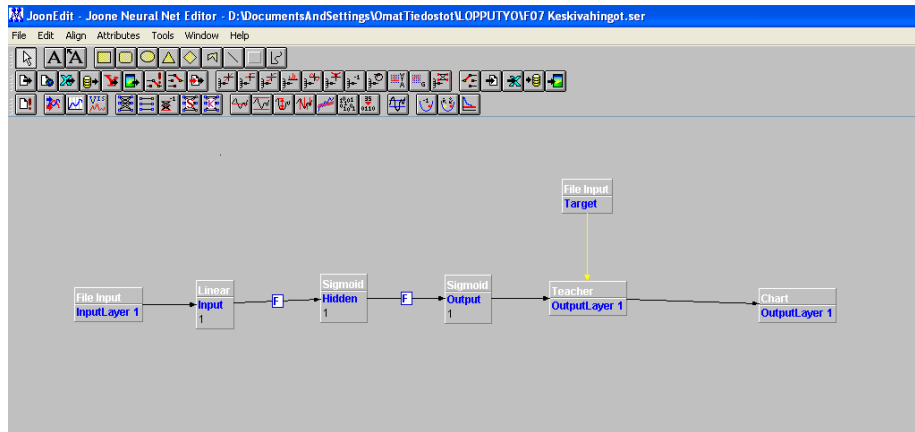 JoonEdit - Joone Neural Net Editor - D:\DocumentsAndSettings\OmatTiedostot\LOPPUTYO\F07 Keskivahingot.ser
File Edit Align Attributes Tools Window Help
File Input
Target
File Input
InputLayer 1
Linear
Input
1
F
Sigmoid
Hidden
1
F
Sigmoid
Output
1
Teacher
OutputLayer 1
Chart
OutputLayer 1